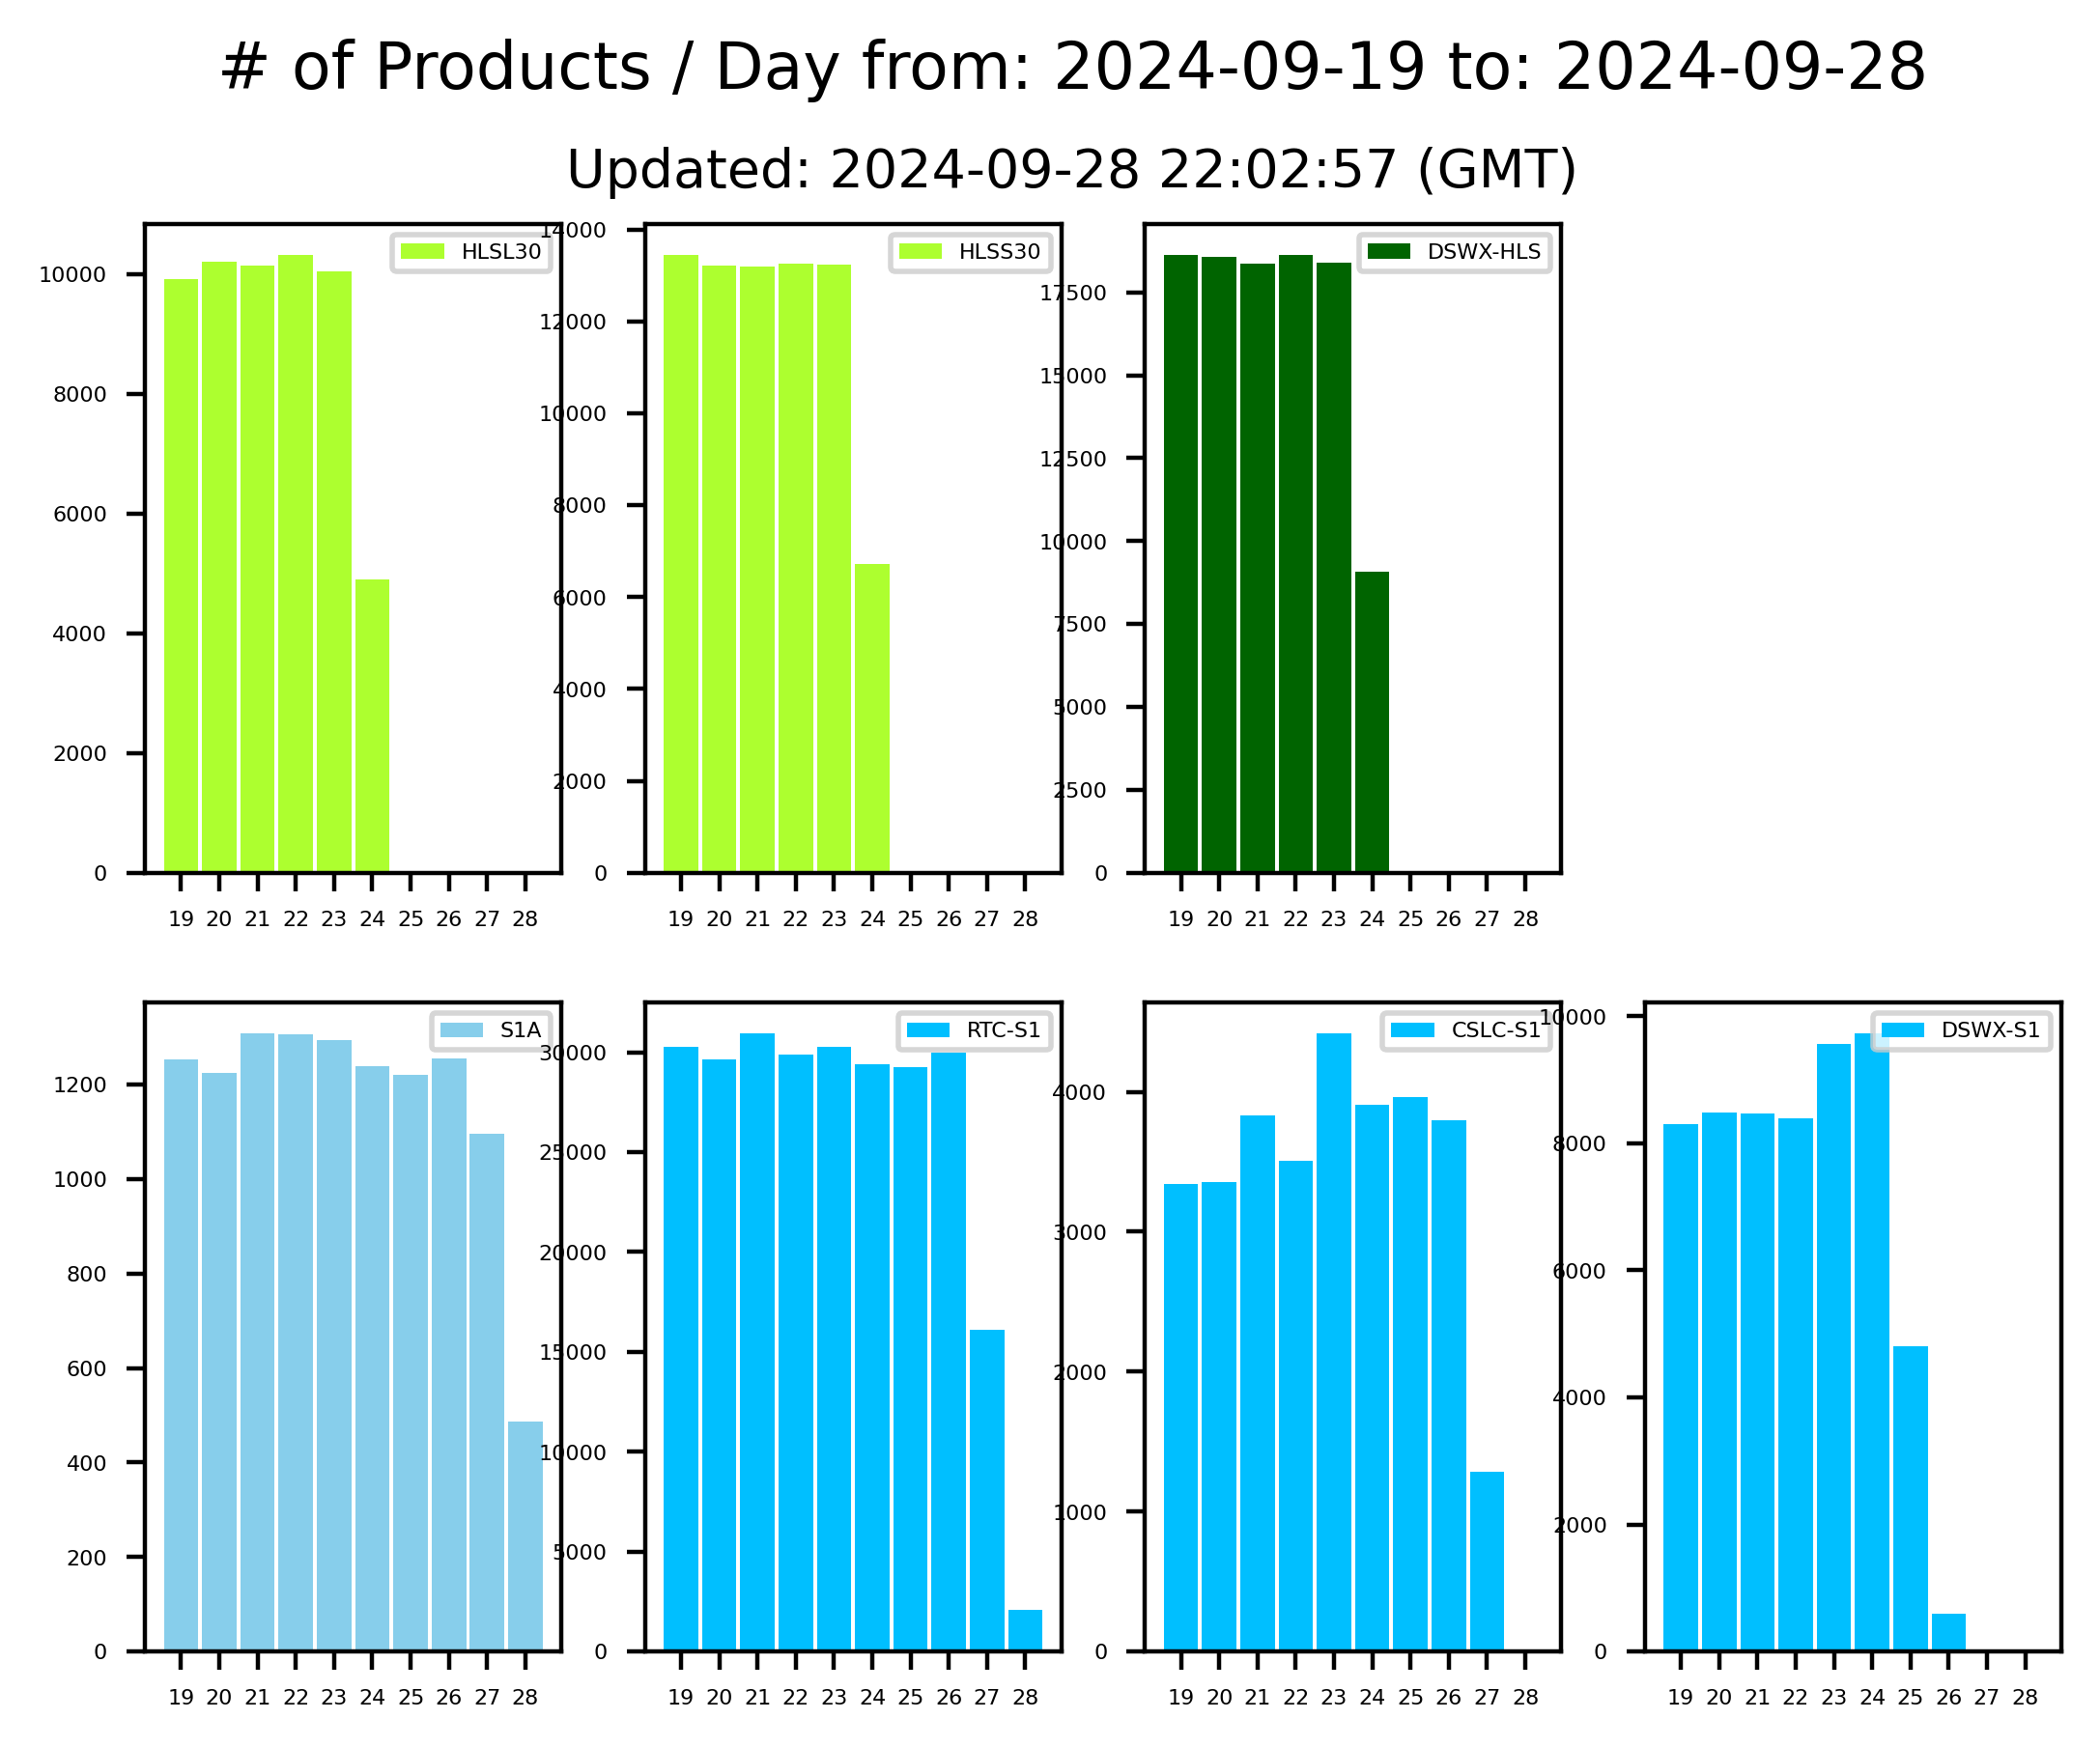 # of Products / Day from: 2024-09-19 to: 2024-09-28
Updated: 2024-09-28 22:02:57 (GMT)
HLSL30
10000
8000
6000
4000
2000
0
19 20 21 22 23 24 25 26 27 28
HLSS30
14000
12000
10000
8000
6000
4000
2000
0
19 20 21 22 23 24 25 26 27 28
DSWX-HLS
17500
15000
12500
10000
7500
5000
2500
0
19 20 21 22 23 24 25 26 27 28
S1A
1200
1000
800
600
400
200
0
19 20 21 22 23 24 25 26 27 28
RTC-S1
30000
25000
20000
15000
10000
5000
0
19 20 21 22 23 24 25 26 27 28
CSLC-S1
4000
3000
2000
1000
0
19 20 21 22 23 24 25 26 27 28
DSWX-S1
10000
8000
6000
4000
2000
0
19 20 21 22 23 24 25 26 27 28